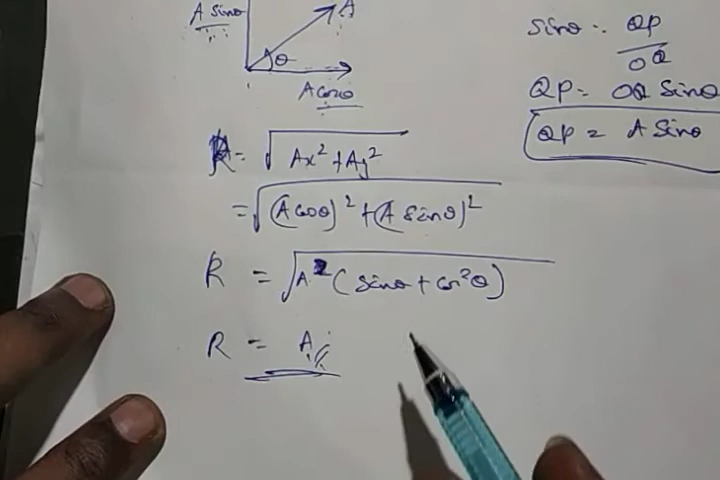 A sinθ
A
θ
A cosθ
sinθ = QP / OQ
QP = OQ sinθ
QP = A sinθ
R = √Ax² + Ay²
= √(A cosθ)² + (A sinθ)²
R = √A² (sinθ + cos²θ)
R = A